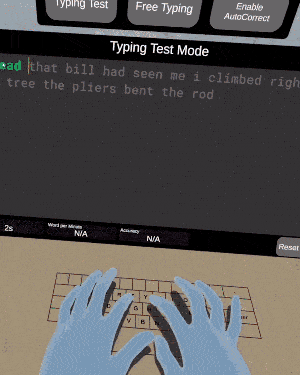 Typing Test
Free Typing
Enable
AutoCorrect
Typing Test Mode
ead that bill had seen me i climbed righ
tree the pliers bent the rod
2s
Word per Minute
N/A
Accuracy
N/A
Reset